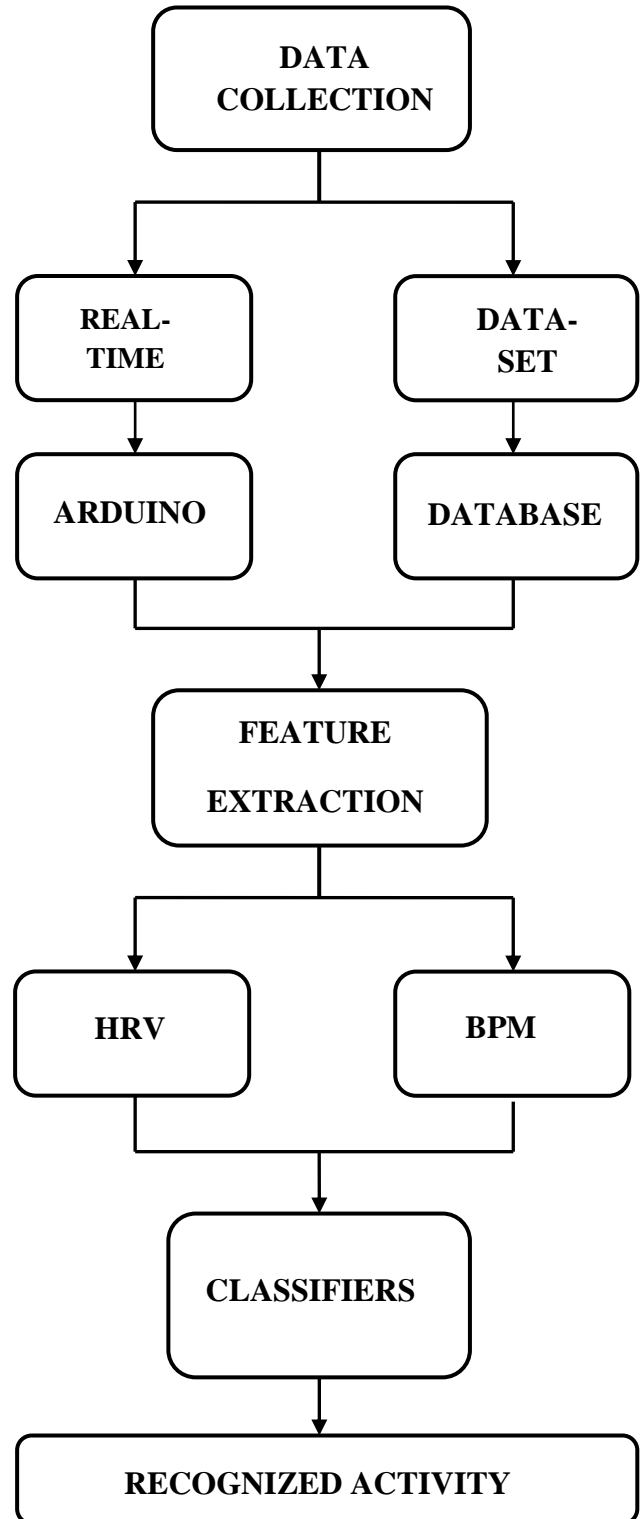 DATA
COLLECTION
REAL-
TIME
DATA-
SET
ARDUINO
DATABASE
FEATURE
EXTRACTION
HRV
BPM
CLASSIFIERS
RECOGNIZED ACTIVITY